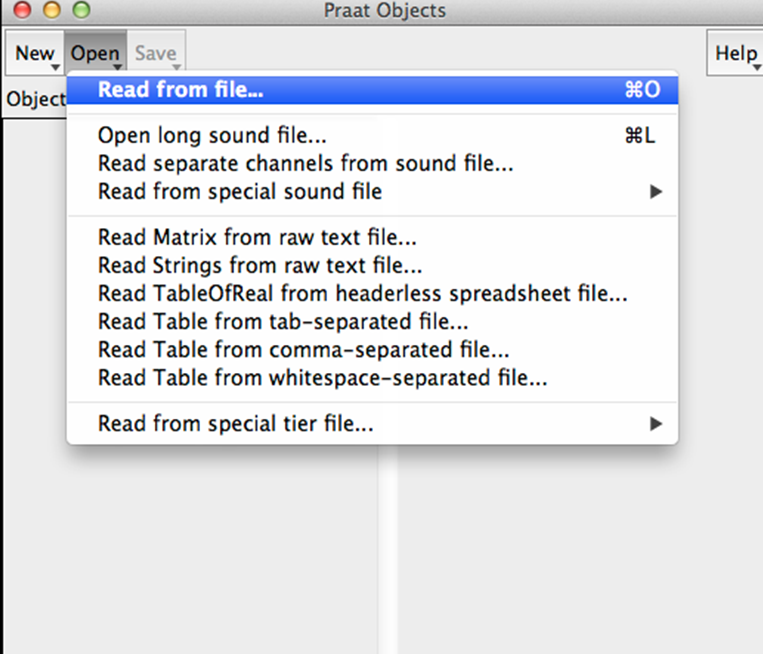 Praat Objects
New Open Save Help
Object
Read from file... ⌘O
Open long sound file... ⌘L
Read separate channels from sound file...
Read from special sound file
Read Matrix from raw text file...
Read Strings from raw text file...
Read TableOfReal from headerless spreadsheet file...
Read Table from tab-separated file...
Read Table from comma-separated file...
Read Table from whitespace-separated file...
Read from special tier file...